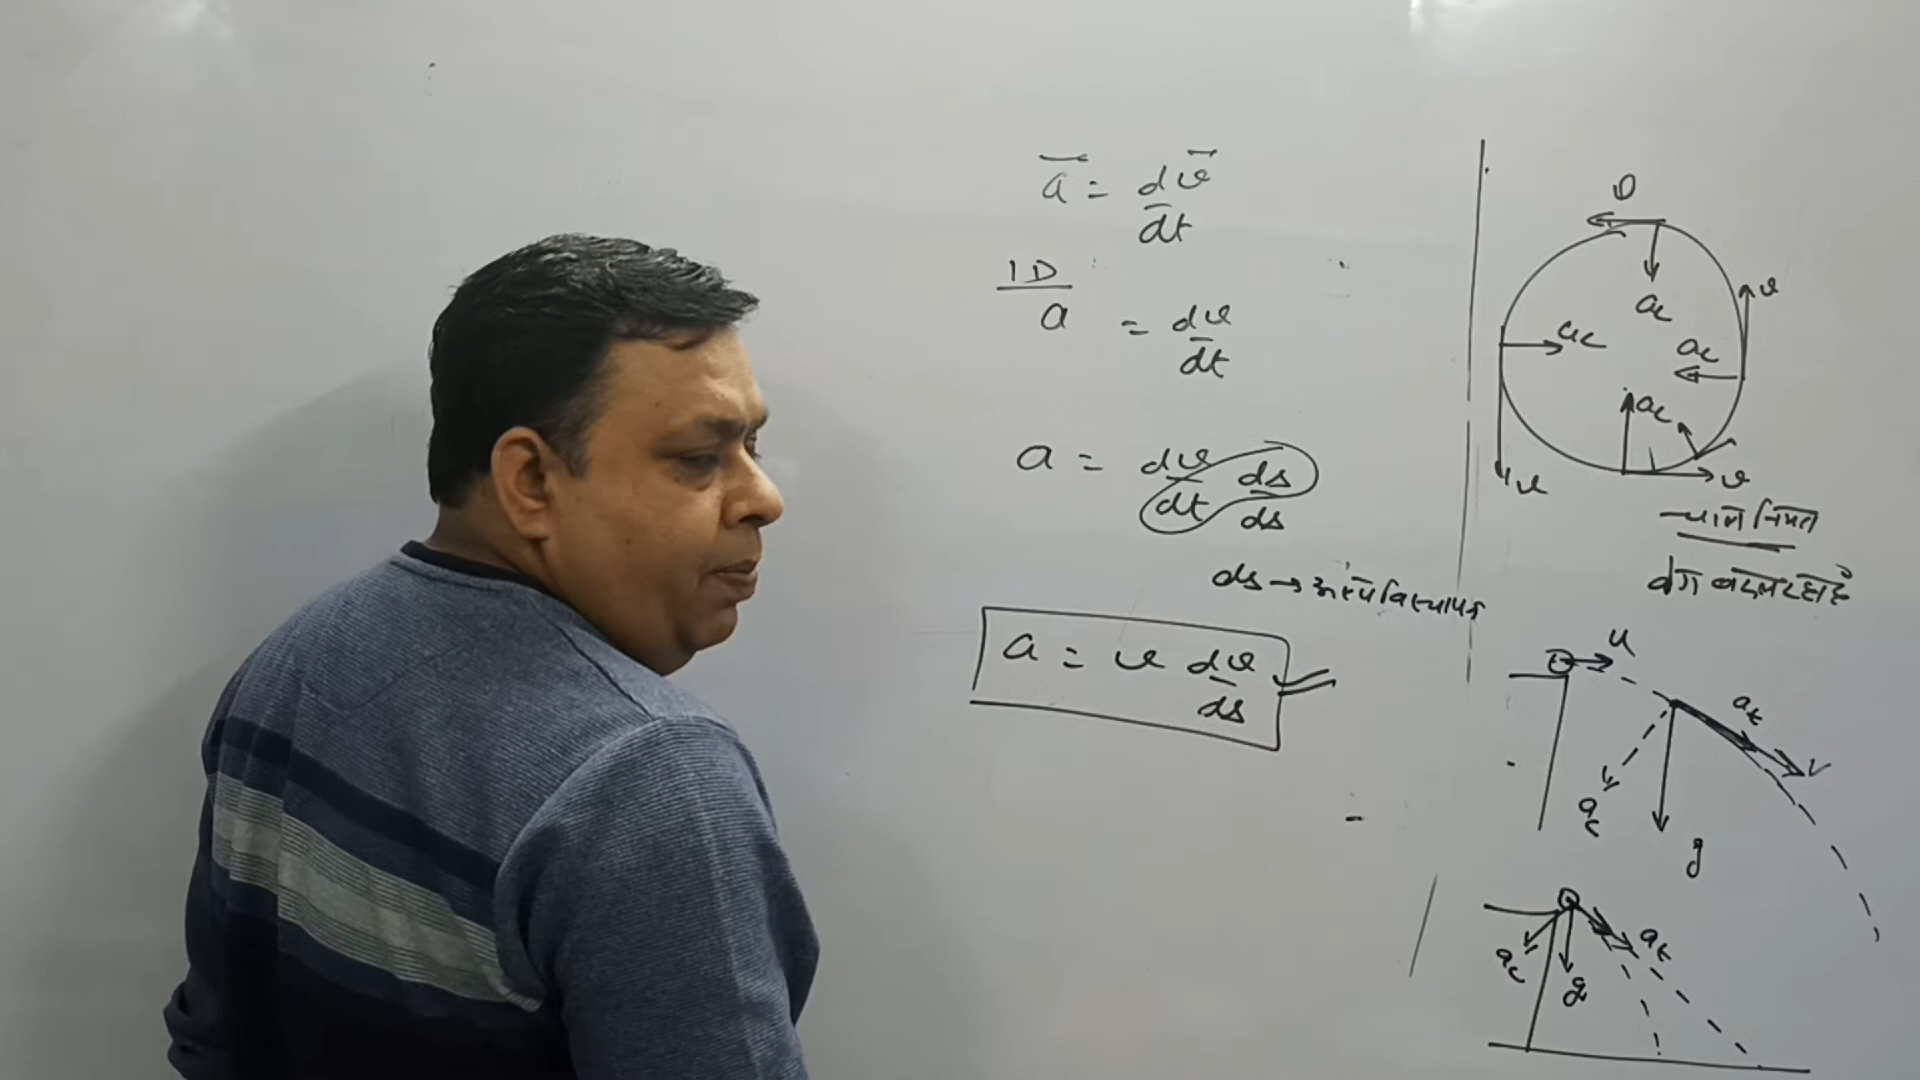 a = dv
dt
1D
a = dv
dt
a = dv ds
dt ds
ds → अल्प विस्थापन
a = v dv
ds
v
ac
v
ac
ac
ac
v
v
चाल नियत
वेग बदल रहा है
u
at
v
ac
g
at
ac
g